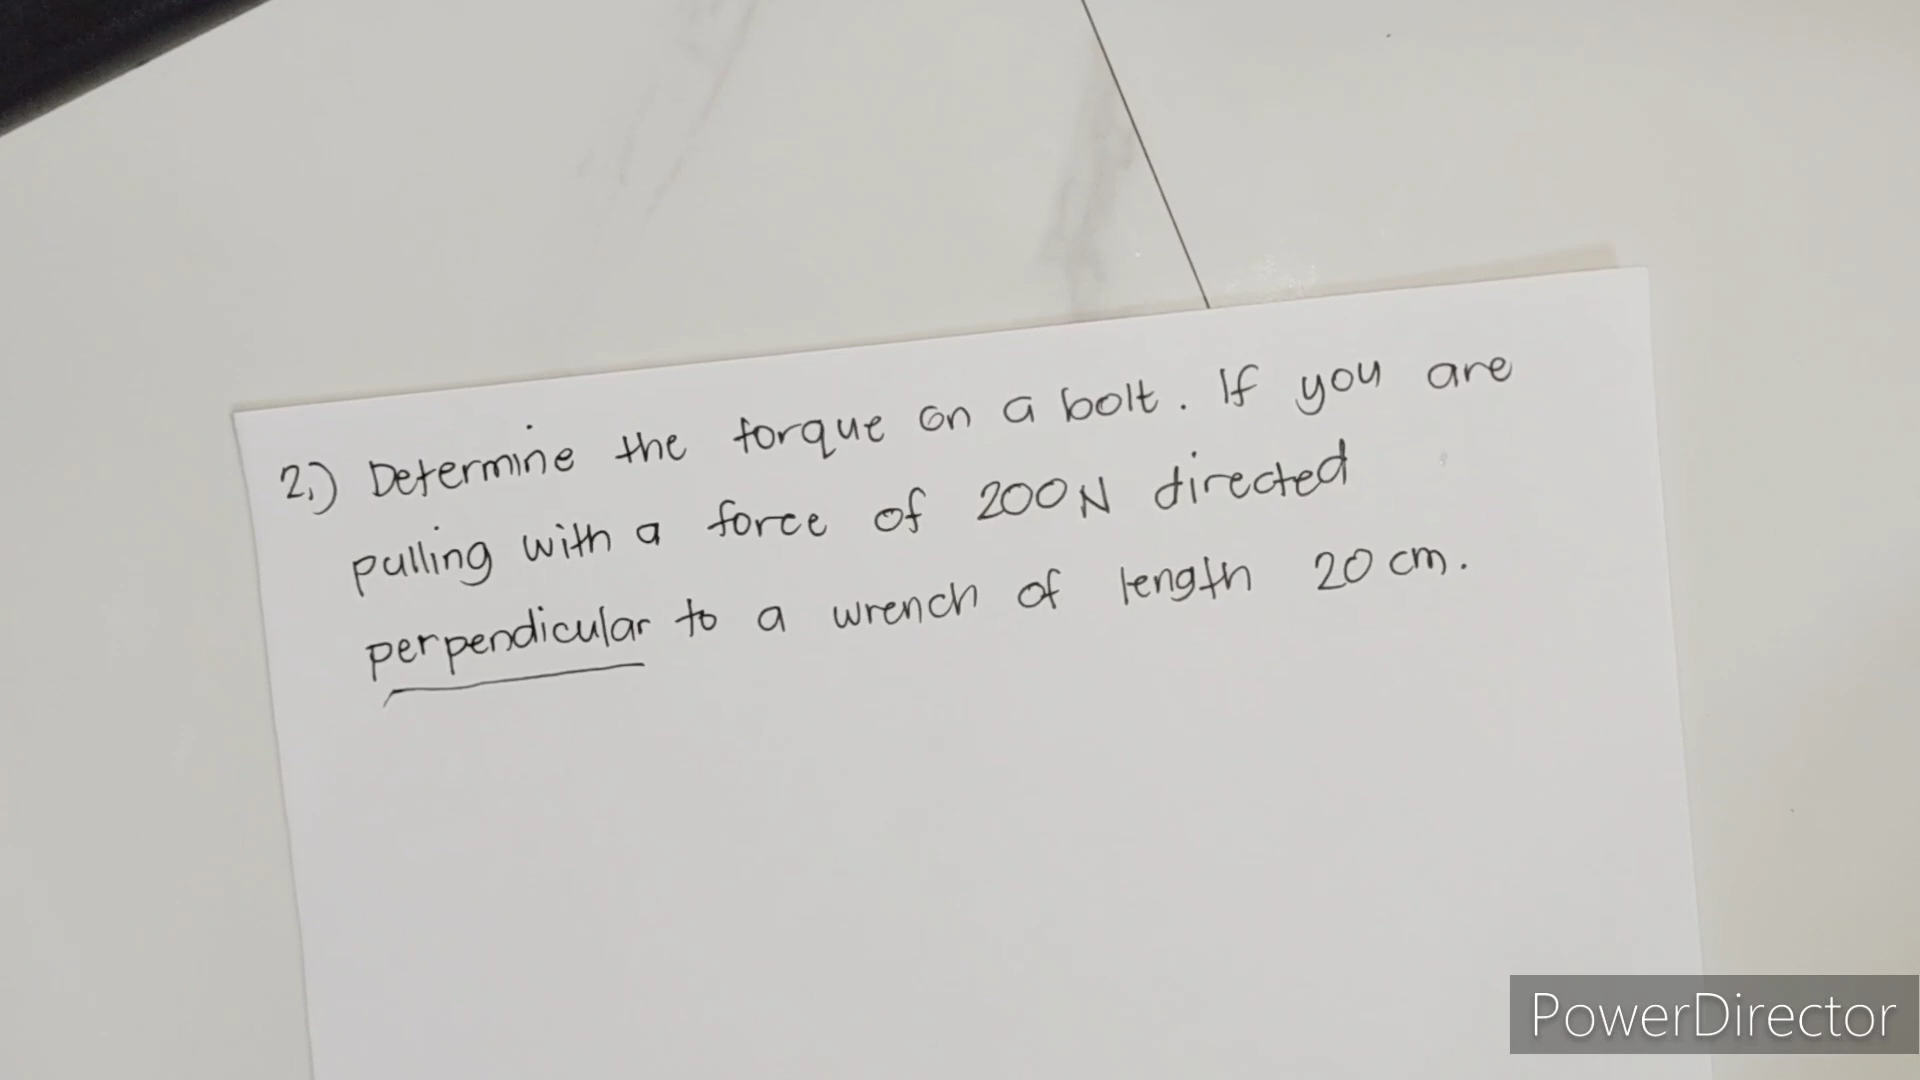 2.) Determine the torque on a bolt. If you are
pulling with a force of 200N directed
perpendicular to a wrench of length 20 cm.
PowerDirector